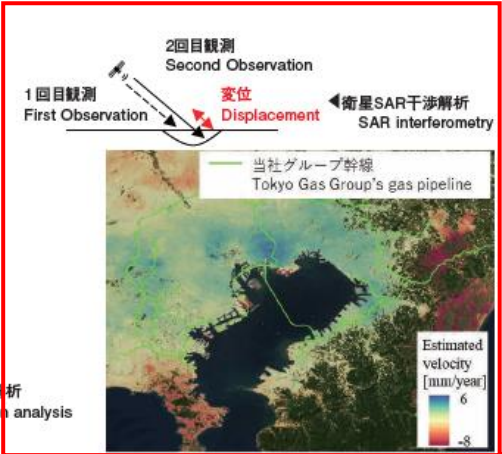 2回目観測
Second Observation
1回目観測
First Observation
変位
Displacement
◀衛星SAR干渉解析
SAR interferometry
当社グループ幹線
Tokyo Gas Group's gas pipeline
Estimated
velocity
[mm/year]
6
-8
析
analysis